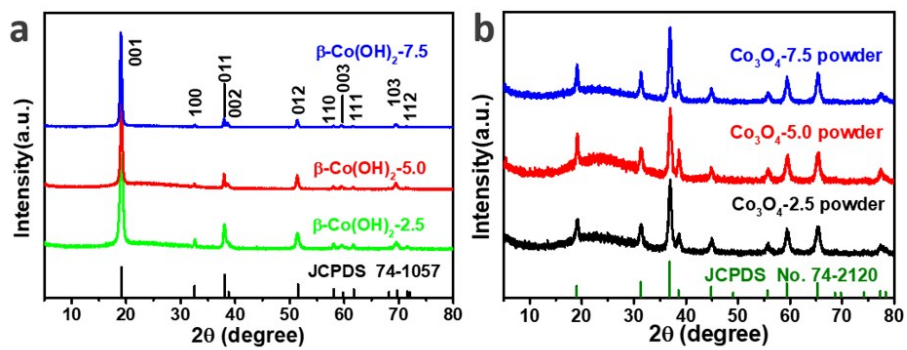 a
Intensity(a.u.)
001
100
011
002
012
110
003
111
103
112
β-Co(OH)₂-7.5
β-Co(OH)₂-5.0
β-Co(OH)₂-2.5
JCPDS 74-1057
10 20 30 40 50 60 70 80
2θ (degree)
b
Intensity(a.u.)
Co₃O₄-7.5 powder
Co₃O₄-5.0 powder
Co₃O₄-2.5 powder
JCPDS No. 74-2120
10 20 30 40 50 60 70 80
2θ (degree)